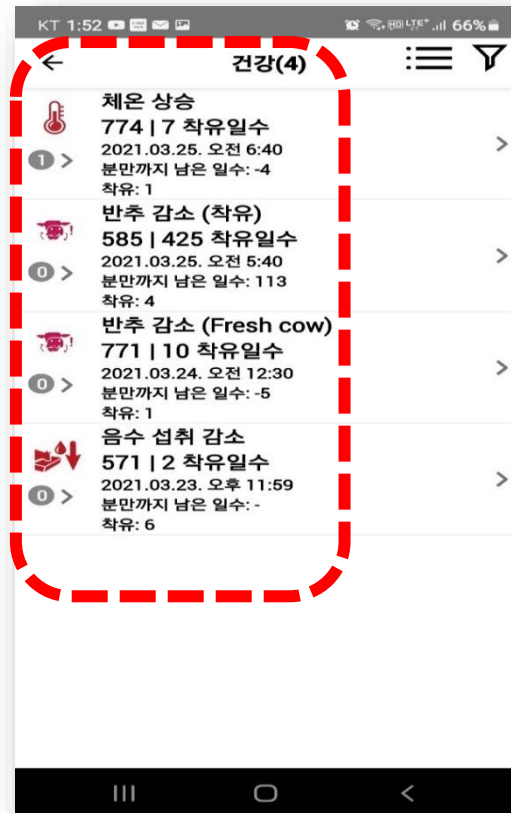 KT 1:52 66%
건강(4)
체온 상승
774 | 7 착유일수
1 >
2021.03.25. 오전 6:40
분만까지 남은 일수: -4
착유: 1
반추 감소 (착유)
585 | 425 착유일수
0 >
2021.03.25. 오전 5:40
분만까지 남은 일수: 113
착유: 4
반추 감소 (Fresh cow)
771 | 10 착유일수
0 >
2021.03.24. 오전 12:30
분만까지 남은 일수: -5
착유: 1
음수 섭취 감소
571 | 2 착유일수
0 >
2021.03.23. 오후 11:59
분만까지 남은 일수: -
착유: 6